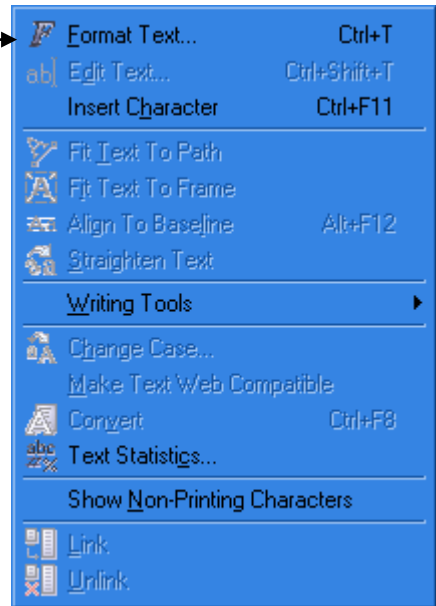 Format Text... Ctrl+T
Edit Text... Ctrl+Shift+T
Insert Character Ctrl+F11
Fit Text To Path
Fit Text To Frame
Align To Baseline Alt+F12
Straighten Text
Writing Tools
Change Case...
Make Text Web Compatible
Convert Ctrl+F8
Text Statistics...
Show Non-Printing Characters
Link
Unlink